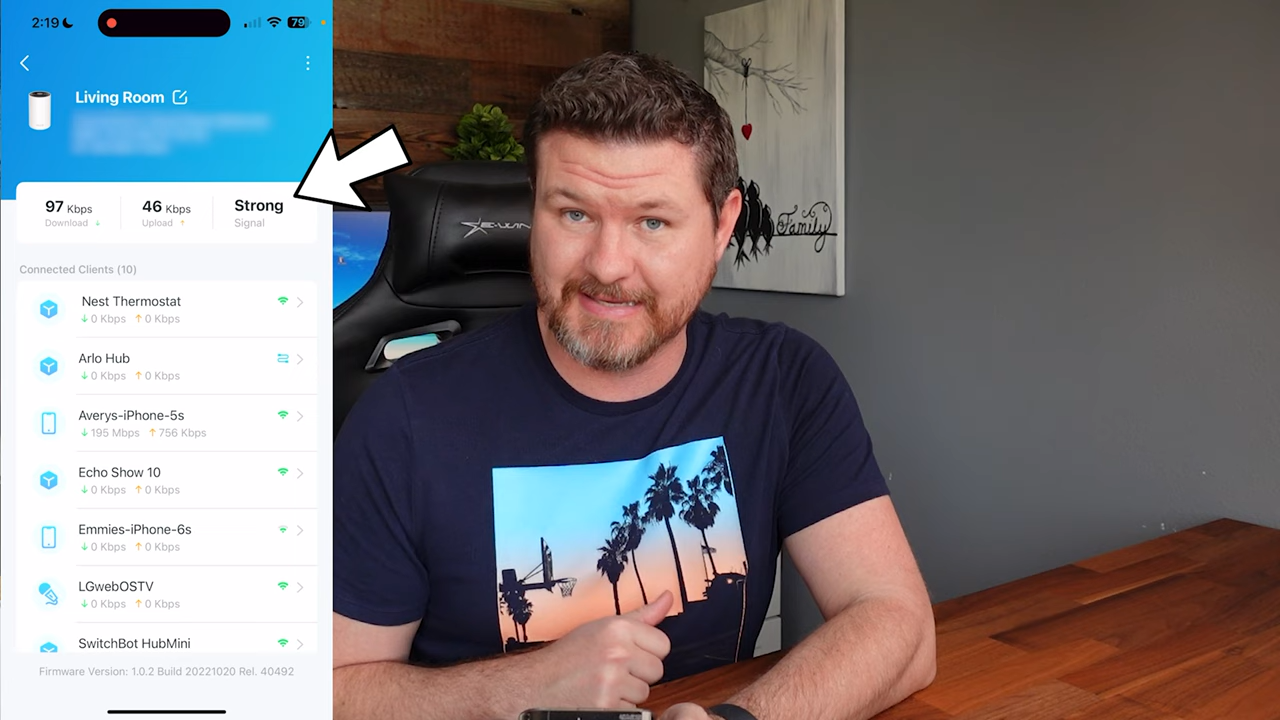 2:19
79
Living Room
97 Kbps
Download ↓
46 Kbps
Upload ↑
Strong
Signal
Connected Clients (10)
Nest Thermostat
↓ 0 Kbps ↑ 0 Kbps
Arlo Hub
↓ 0 Kbps ↑ 0 Kbps
Averys-iPhone-5s
↓ 195 Mbps ↑ 756 Kbps
Echo Show 10
↓ 0 Kbps ↑ 0 Kbps
Emmies-iPhone-6s
↓ 0 Kbps ↑ 0 Kbps
LGwebOSTV
↓ 0 Kbps ↑ 0 Kbps
SwitchBot HubMini
Firmware Version: 1.0.2 Build 20221020 Rel. 40492
Family